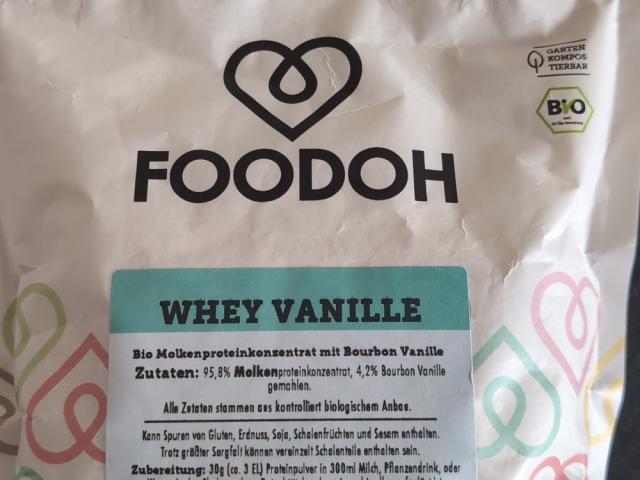 GARTEN
KOMPOS
TIERBAR
BIO
FOODOH
WHEY VANILLE
Bio Molkenproteinkonzentrat mit Bourbon Vanille
Zutaten: 95,8% Molkenproteinkonzentrat, 4,2% Bourbon Vanille
gemahlen.
Alle Zutaten stammen aus kontrolliert biologischem Anbau.
Kann Spuren von Gluten, Erdnuss, Soja, Schalenfrüchten und Sesam enthalten.
Trotz größter Sorgfalt können vereinzelt Schalenteile enthalten sein.
Zubereitung: 30g (ca. 3 EL) Proteinpulver in 300ml Milch, Pflanzendrink, oder